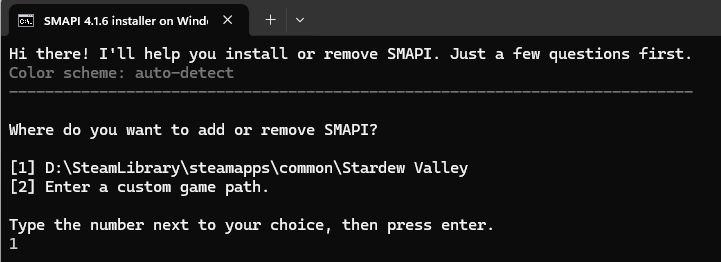 SMAPI 4.1.6 installer on Windo
Hi there! I'll help you install or remove SMAPI. Just a few questions first.
Color scheme: auto-detect
----------------------------------------------------------------------------
Where do you want to add or remove SMAPI?
[1] D:\SteamLibrary\steamapps\common\Stardew Valley
[2] Enter a custom game path.
Type the number next to your choice, then press enter.
1